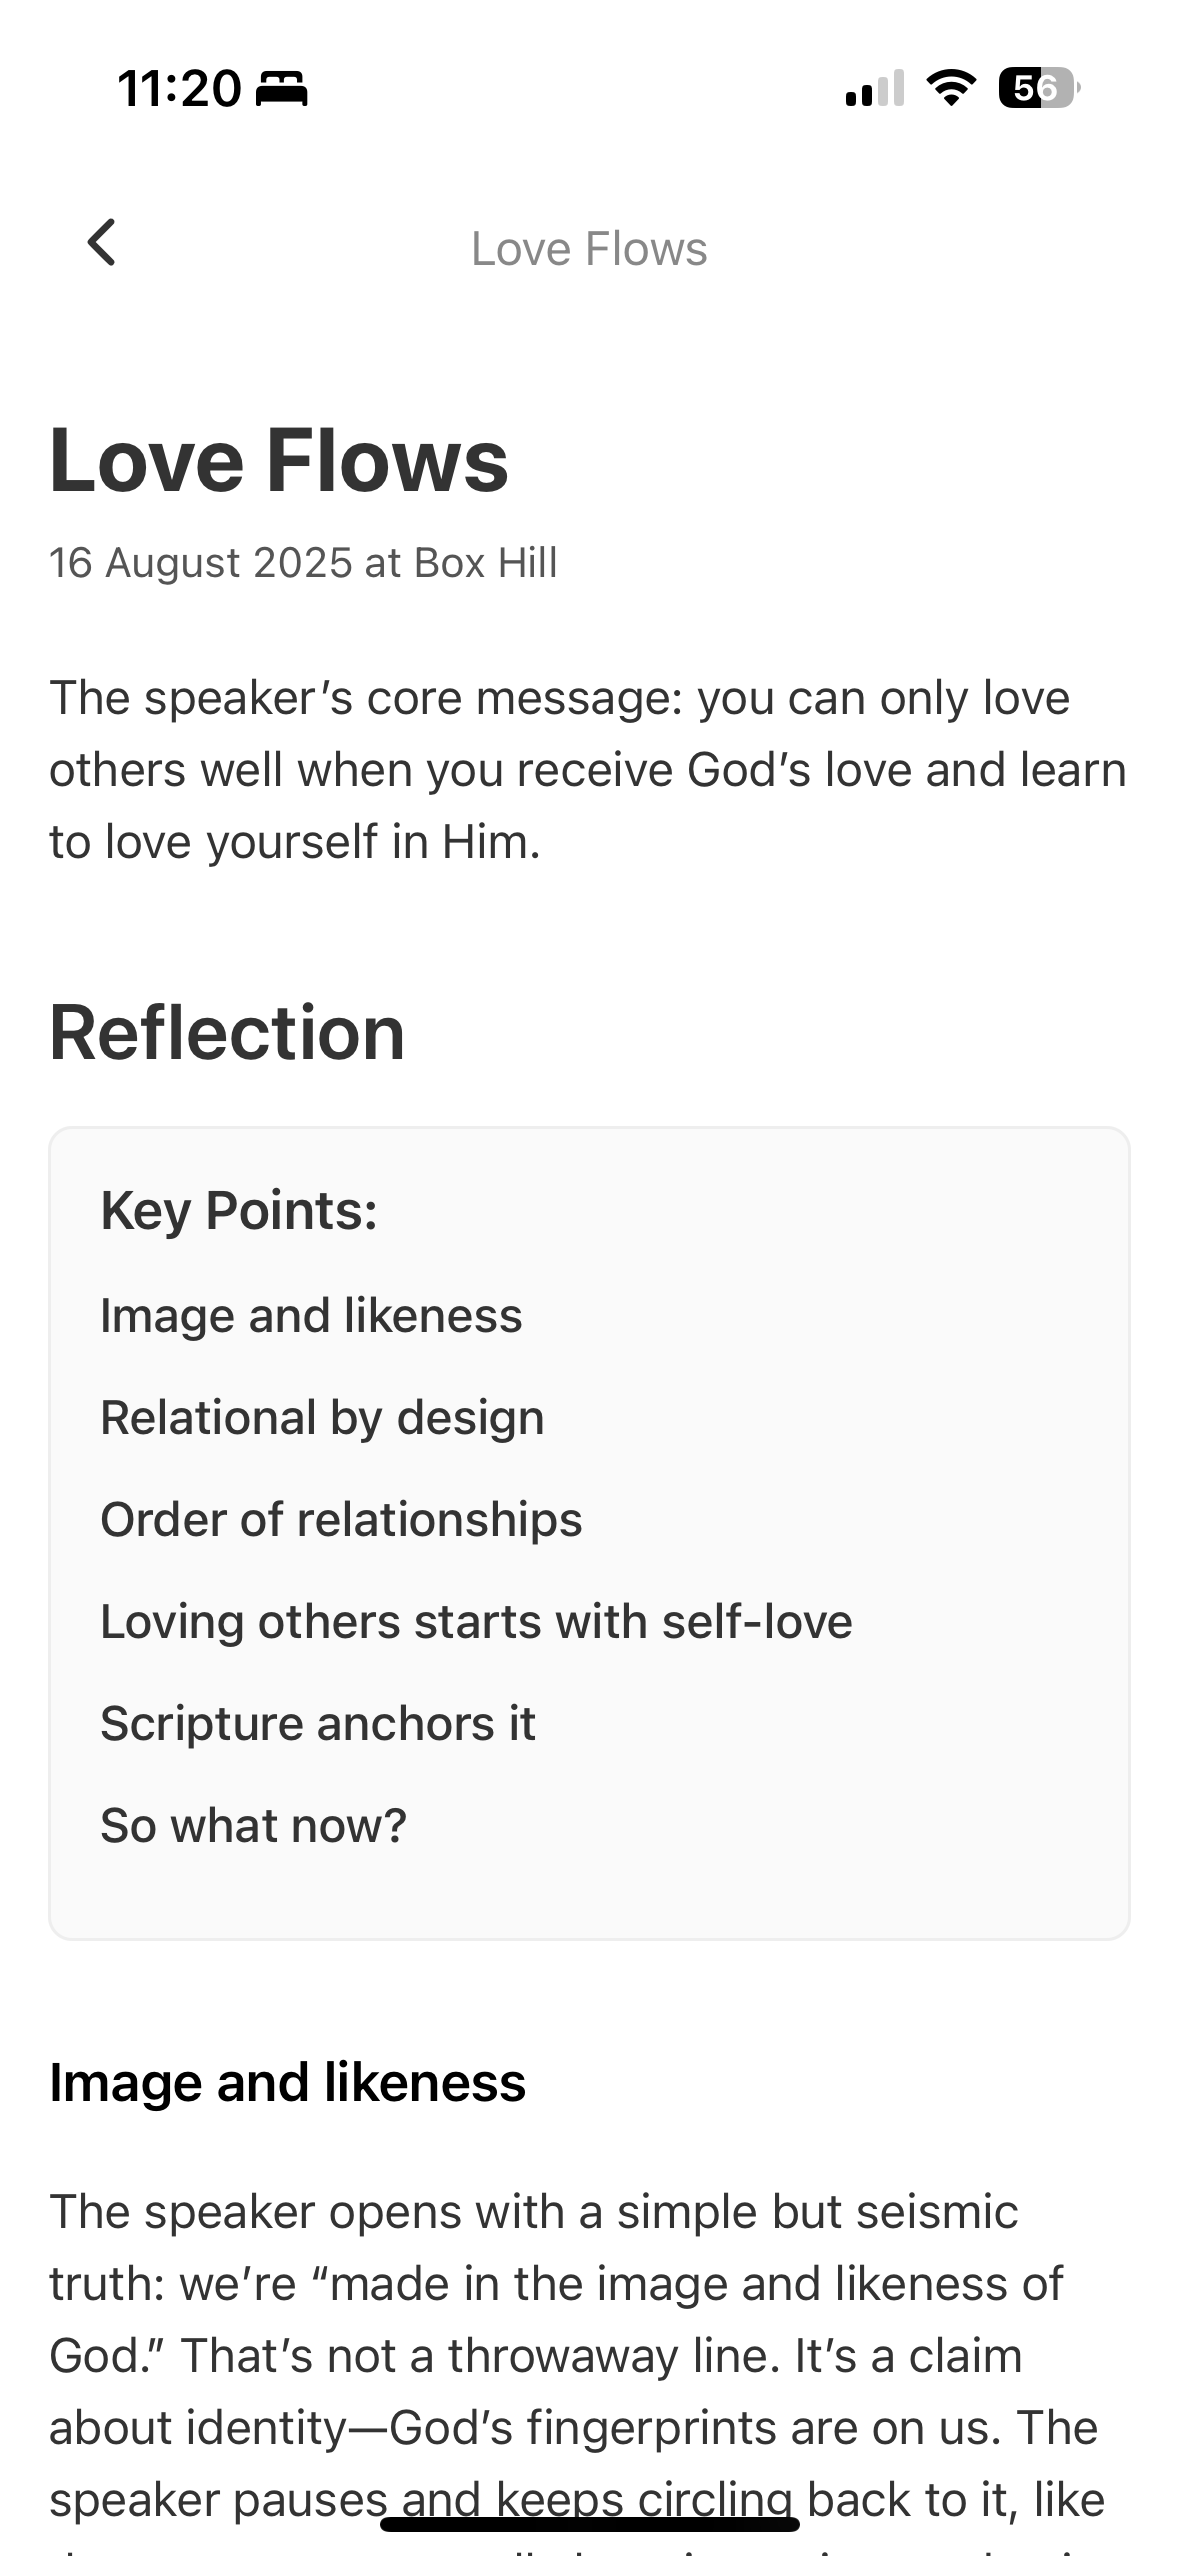 11:20
56
Love Flows
Love Flows
16 August 2025 at Box Hill
The speaker’s core message: you can only love
others well when you receive God’s love and learn
to love yourself in Him.
Reflection
Key Points:
Image and likeness
Relational by design
Order of relationships
Loving others starts with self-love
Scripture anchors it
So what now?
Image and likeness
The speaker opens with a simple but seismic
truth: we’re “made in the image and likeness of
God.” That’s not a throwaway line. It’s a claim
about identity—God’s fingerprints are on us. The
speaker pauses and keeps circling back to it, like